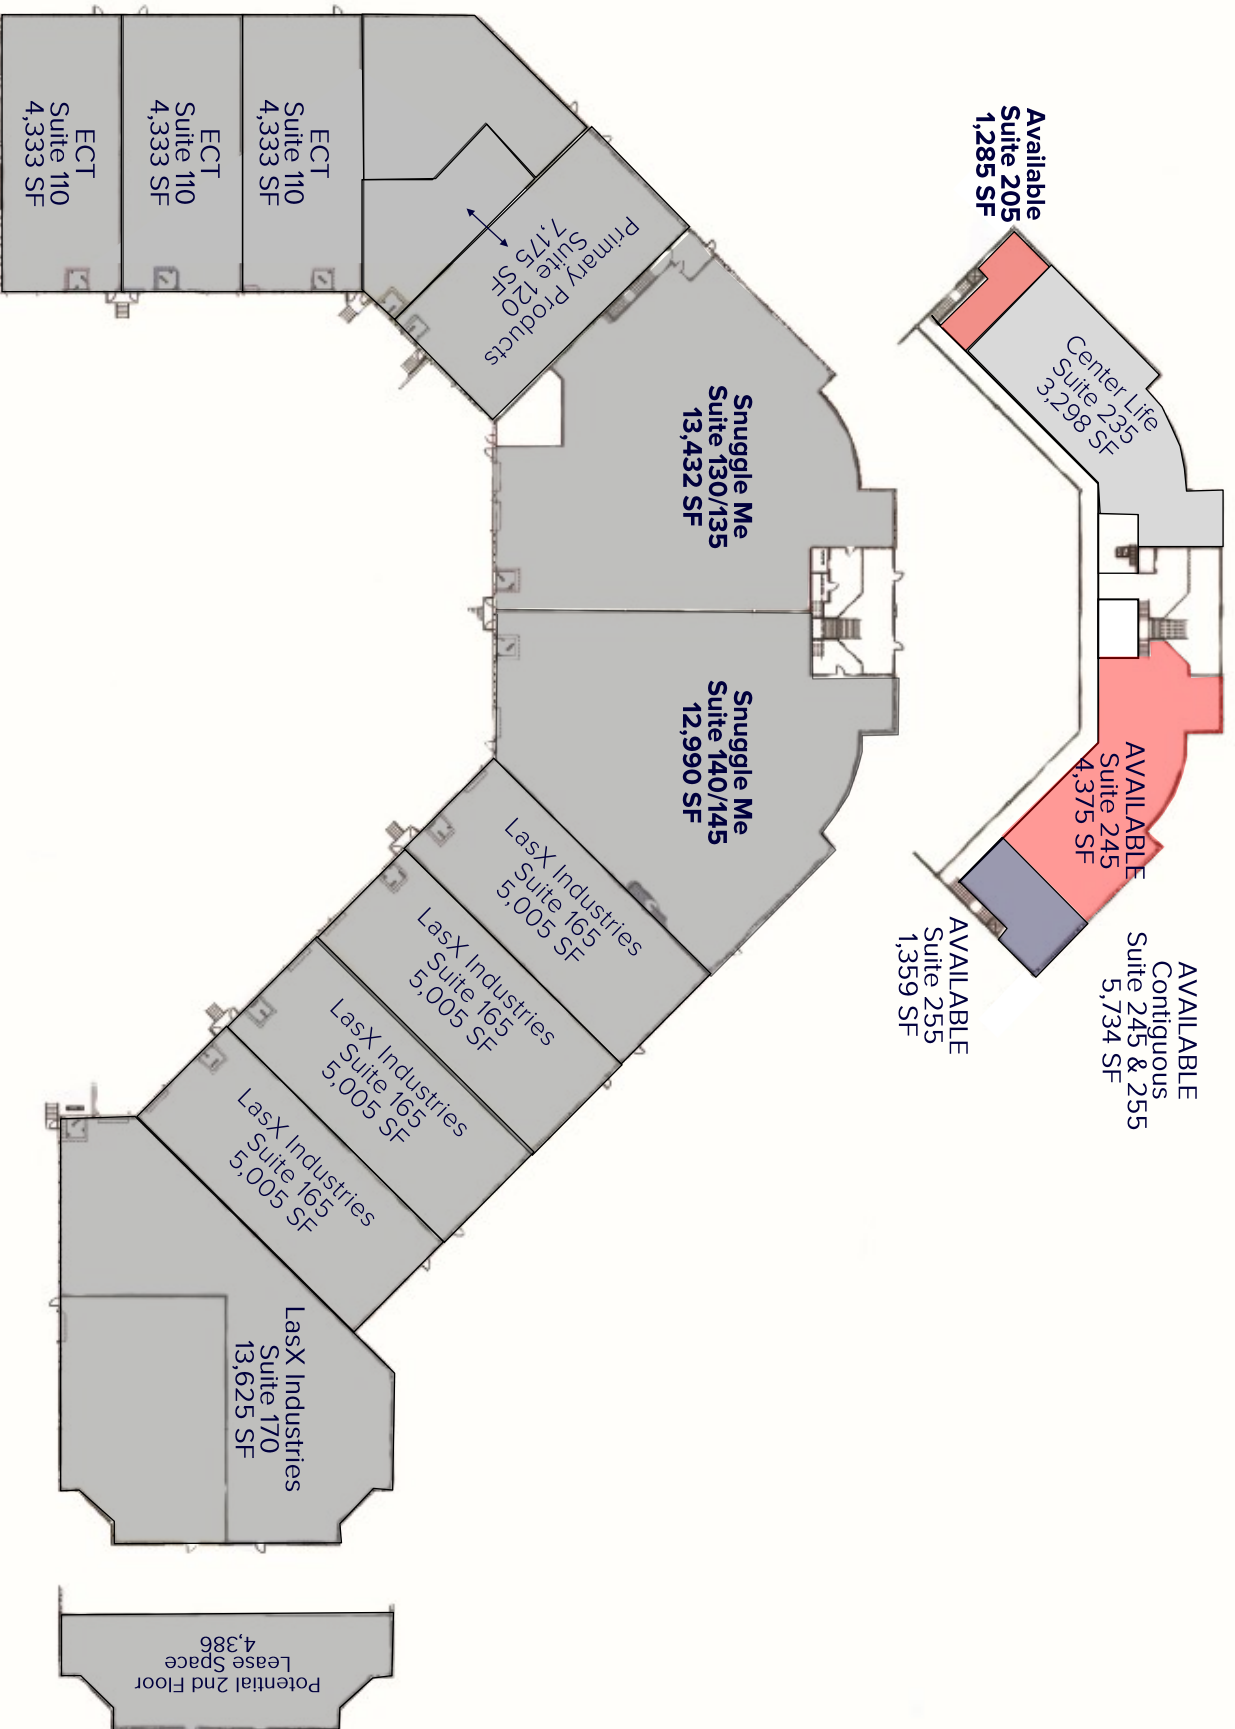 ECT
Suite 110
4,333 SF
ECT
Suite 110
4,333 SF
ECT
Suite 110
4,333 SF
Primary Products
Suite 120
7,175 SF
Snuggle Me
Suite 130/135
13,432 SF
Snuggle Me
Suite 140/145
12,990 SF
LasX Industries
Suite 165
5,005 SF
LasX Industries
Suite 165
5,005 SF
LasX Industries
Suite 165
5,005 SF
LasX Industries
Suite 165
5,005 SF
LasX Industries
Suite 170
13,625 SF
Potential 2nd Floor
Lease Space
4,386
Available
Suite 205
1,285 SF
Center Life
Suite 235
3,298 SF
AVAILABLE
Suite 245
4,375 SF
AVAILABLE
Suite 255
1,359 SF
AVAILABLE
Contiguous
Suite 245 & 255
5,734 SF